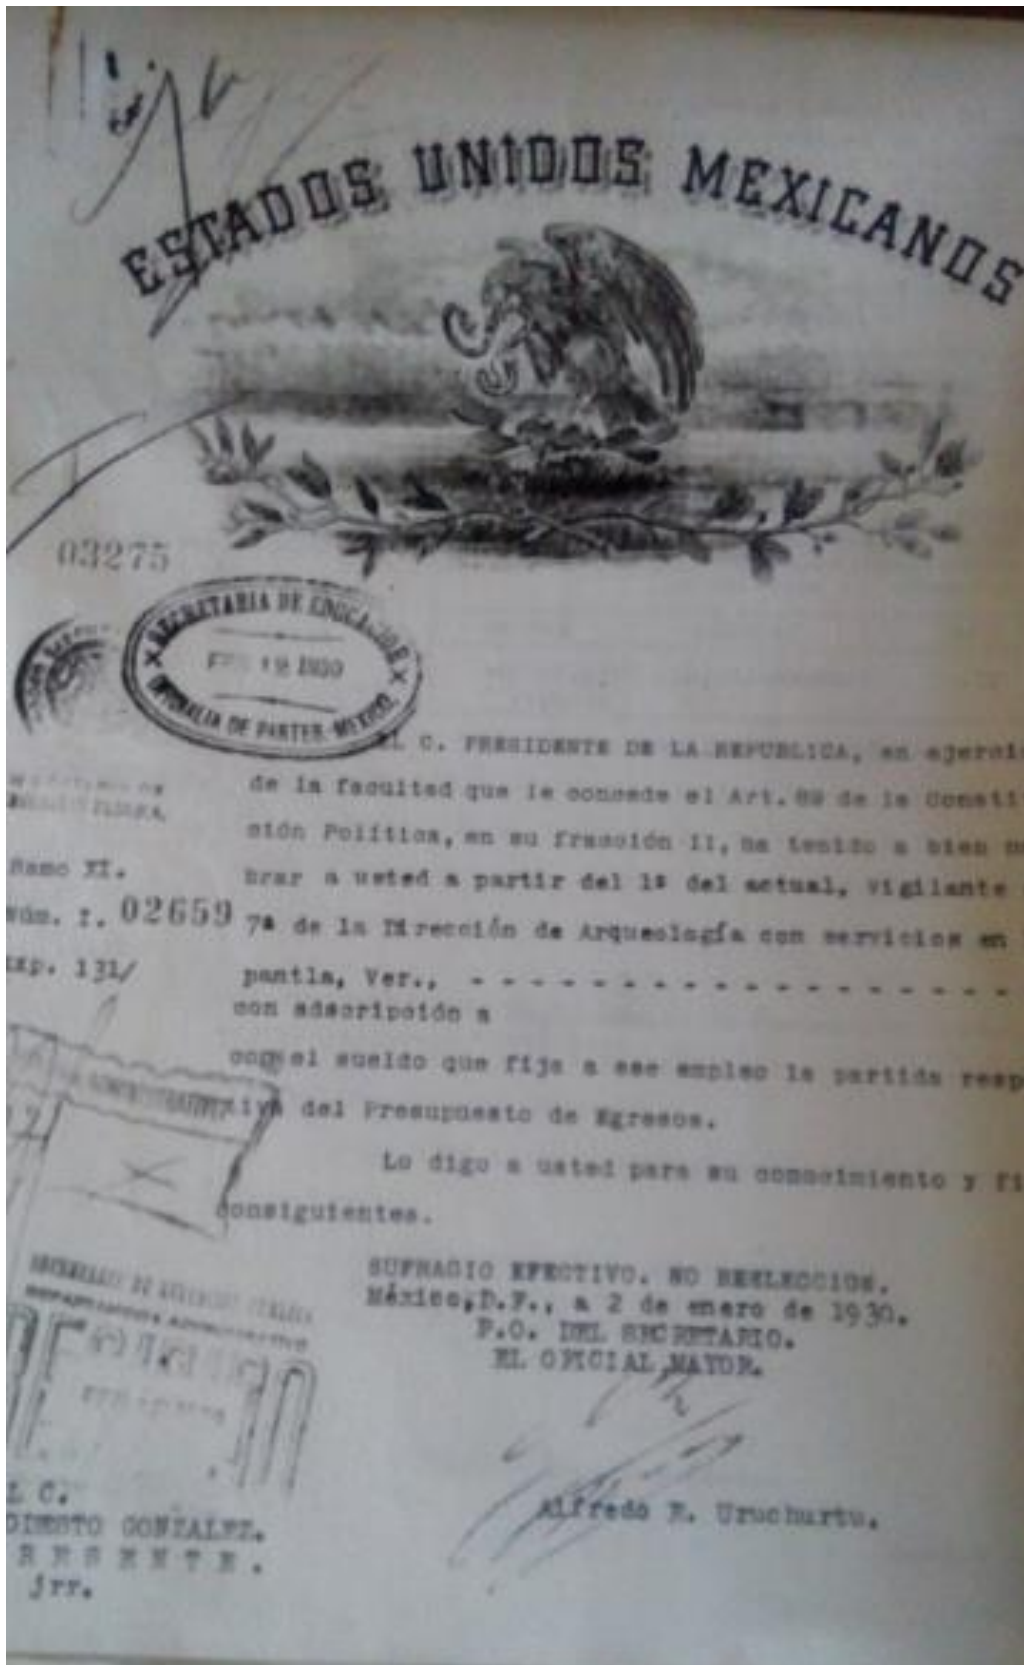 ESTADOS UNIDOS MEXICANOS
03275
SECRETARIA DE EDUCACION
1930
DE PARTES-MEXICO.
EL C. PRESIDENTE DE LA REPUBLICA, en ejerci
de la facultad que le concede el Art. 89 de la Consti
ción Política, en su fracción II, ha tenido a bien
brar a usted a partir del 1º del actual, vigilante
7ª de la Dirección de Arqueología con servicios en
pantla, Ver., - - - - - - - - - - - - - - - - - -
con adscripción a
con el sueldo que fija a ese empleo la partida resp
tiva del Presupuesto de Egresos.
Lo digo a usted para su conocimiento y fi
consiguientes.
Ramo XI.
núm. I. 02659
exp. 131/
SUFRAGIO EFECTIVO. NO REELECCION.
México, D.F., a 2 de enero de 1930.
P.O. DEL SECRETARIO.
EL OFICIAL MAYOR.
Alfredo E. Uruchurtu.
L C.
GONZALEZ.
R E S E N T E .
jrr.